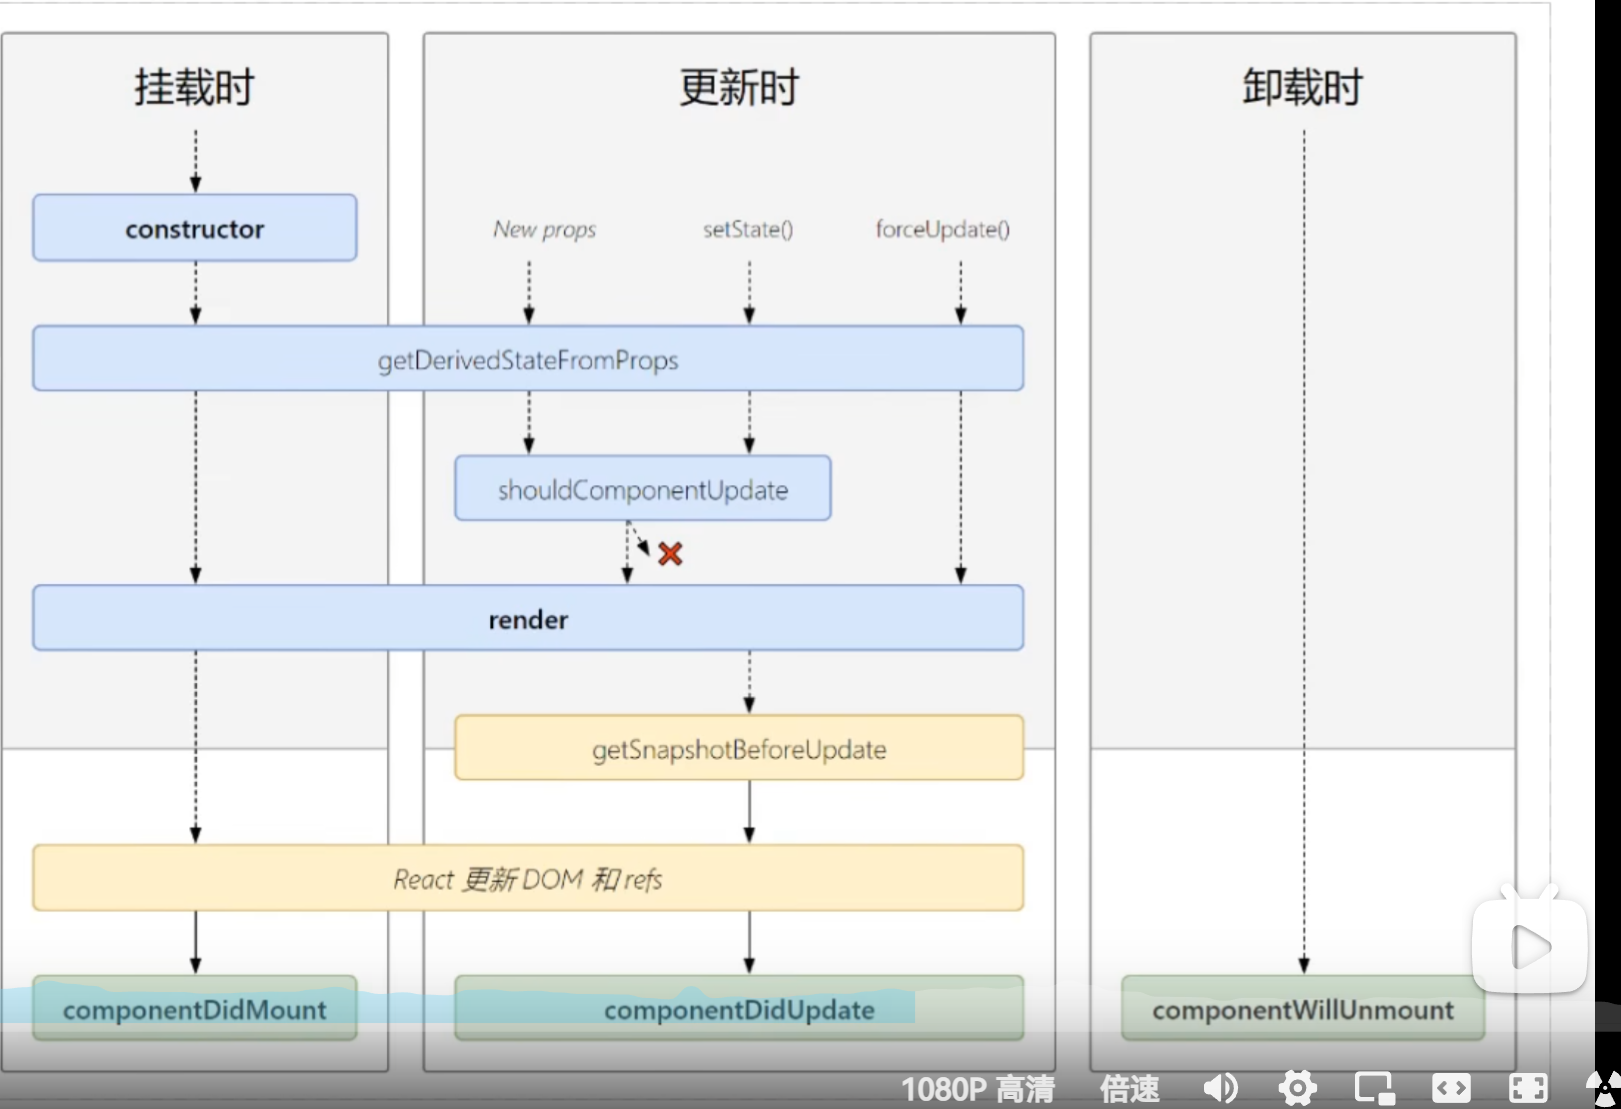 挂载时
更新时
卸载时
constructor
New props
setState()
forceUpdate()
getDerivedStateFromProps
shouldComponentUpdate
render
getSnapshotBeforeUpdate
React 更新 DOM 和 refs
componentDidMount
componentDidUpdate
componentWillUnmount
1080P 高清
倍速